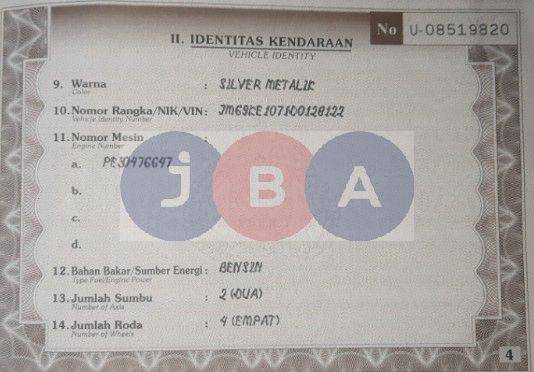 No U-08519820
II. IDENTITAS KENDARAAN
VEHICLE IDENTITY
9. Warna : SILVER METALIK
Color
10. Nomor Rangka/NIK/VIN: JM6SKE107100128122
Vehicle Identity Number
11. Nomor Mesin :
Engine Number
a. PE30476647
b.
c.
d.
JBA
12. Bahan Bakar/Sumber Energi : BENSIN
Type Fuel/Engine Power
13. Jumlah Sumbu : 2 (DUA)
Number of Axle
14. Jumlah Roda : 4 (EMPAT)
Number of Wheels
4